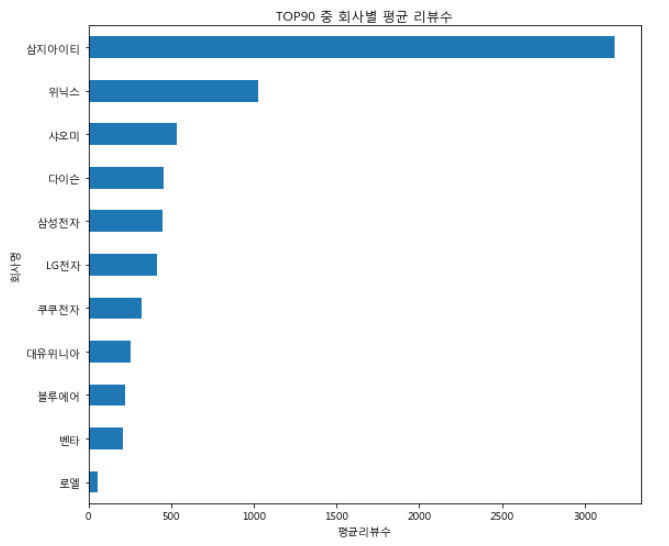 TOP90 중 회사별 평균 리뷰수
삼지아이티
위닉스
샤오미
다이슨
삼성전자
LG전자
쿠쿠전자
대유위니아
블루에어
벤타
로엘
회사명
0 500 1000 1500 2000 2500 3000
평균리뷰수